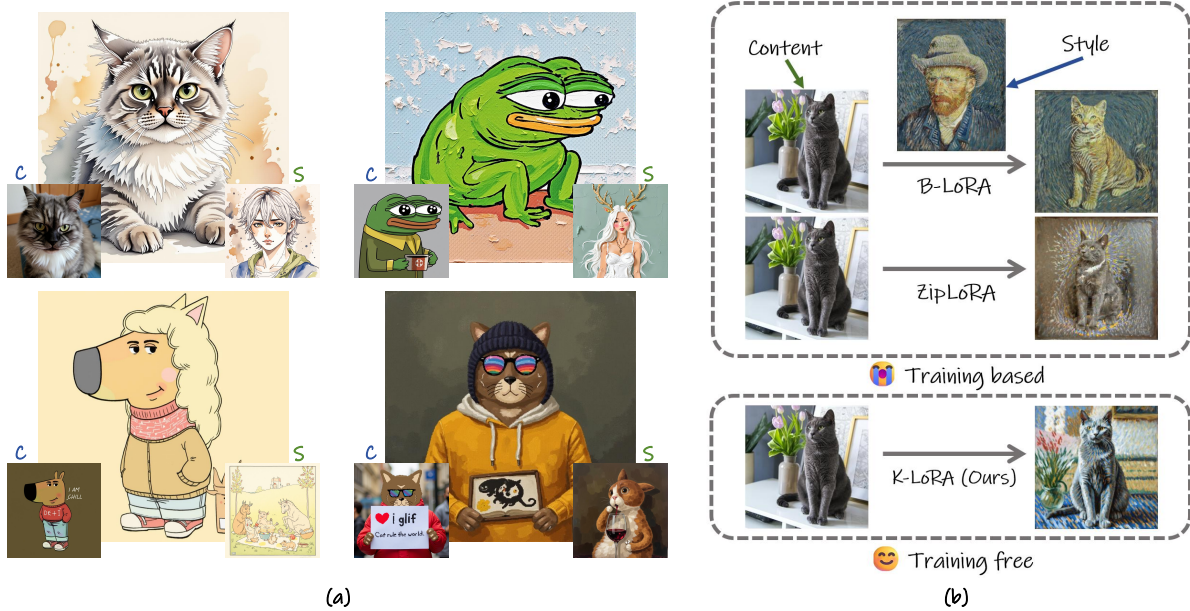 C
S
C
S
C
I AM
CHILL
S
C
i glif
Cat rule the world.
S
(a)
Content
Style
B-LoRA
ZipLoRA
Training based
K-LoRA (Ours)
Training free
(b)